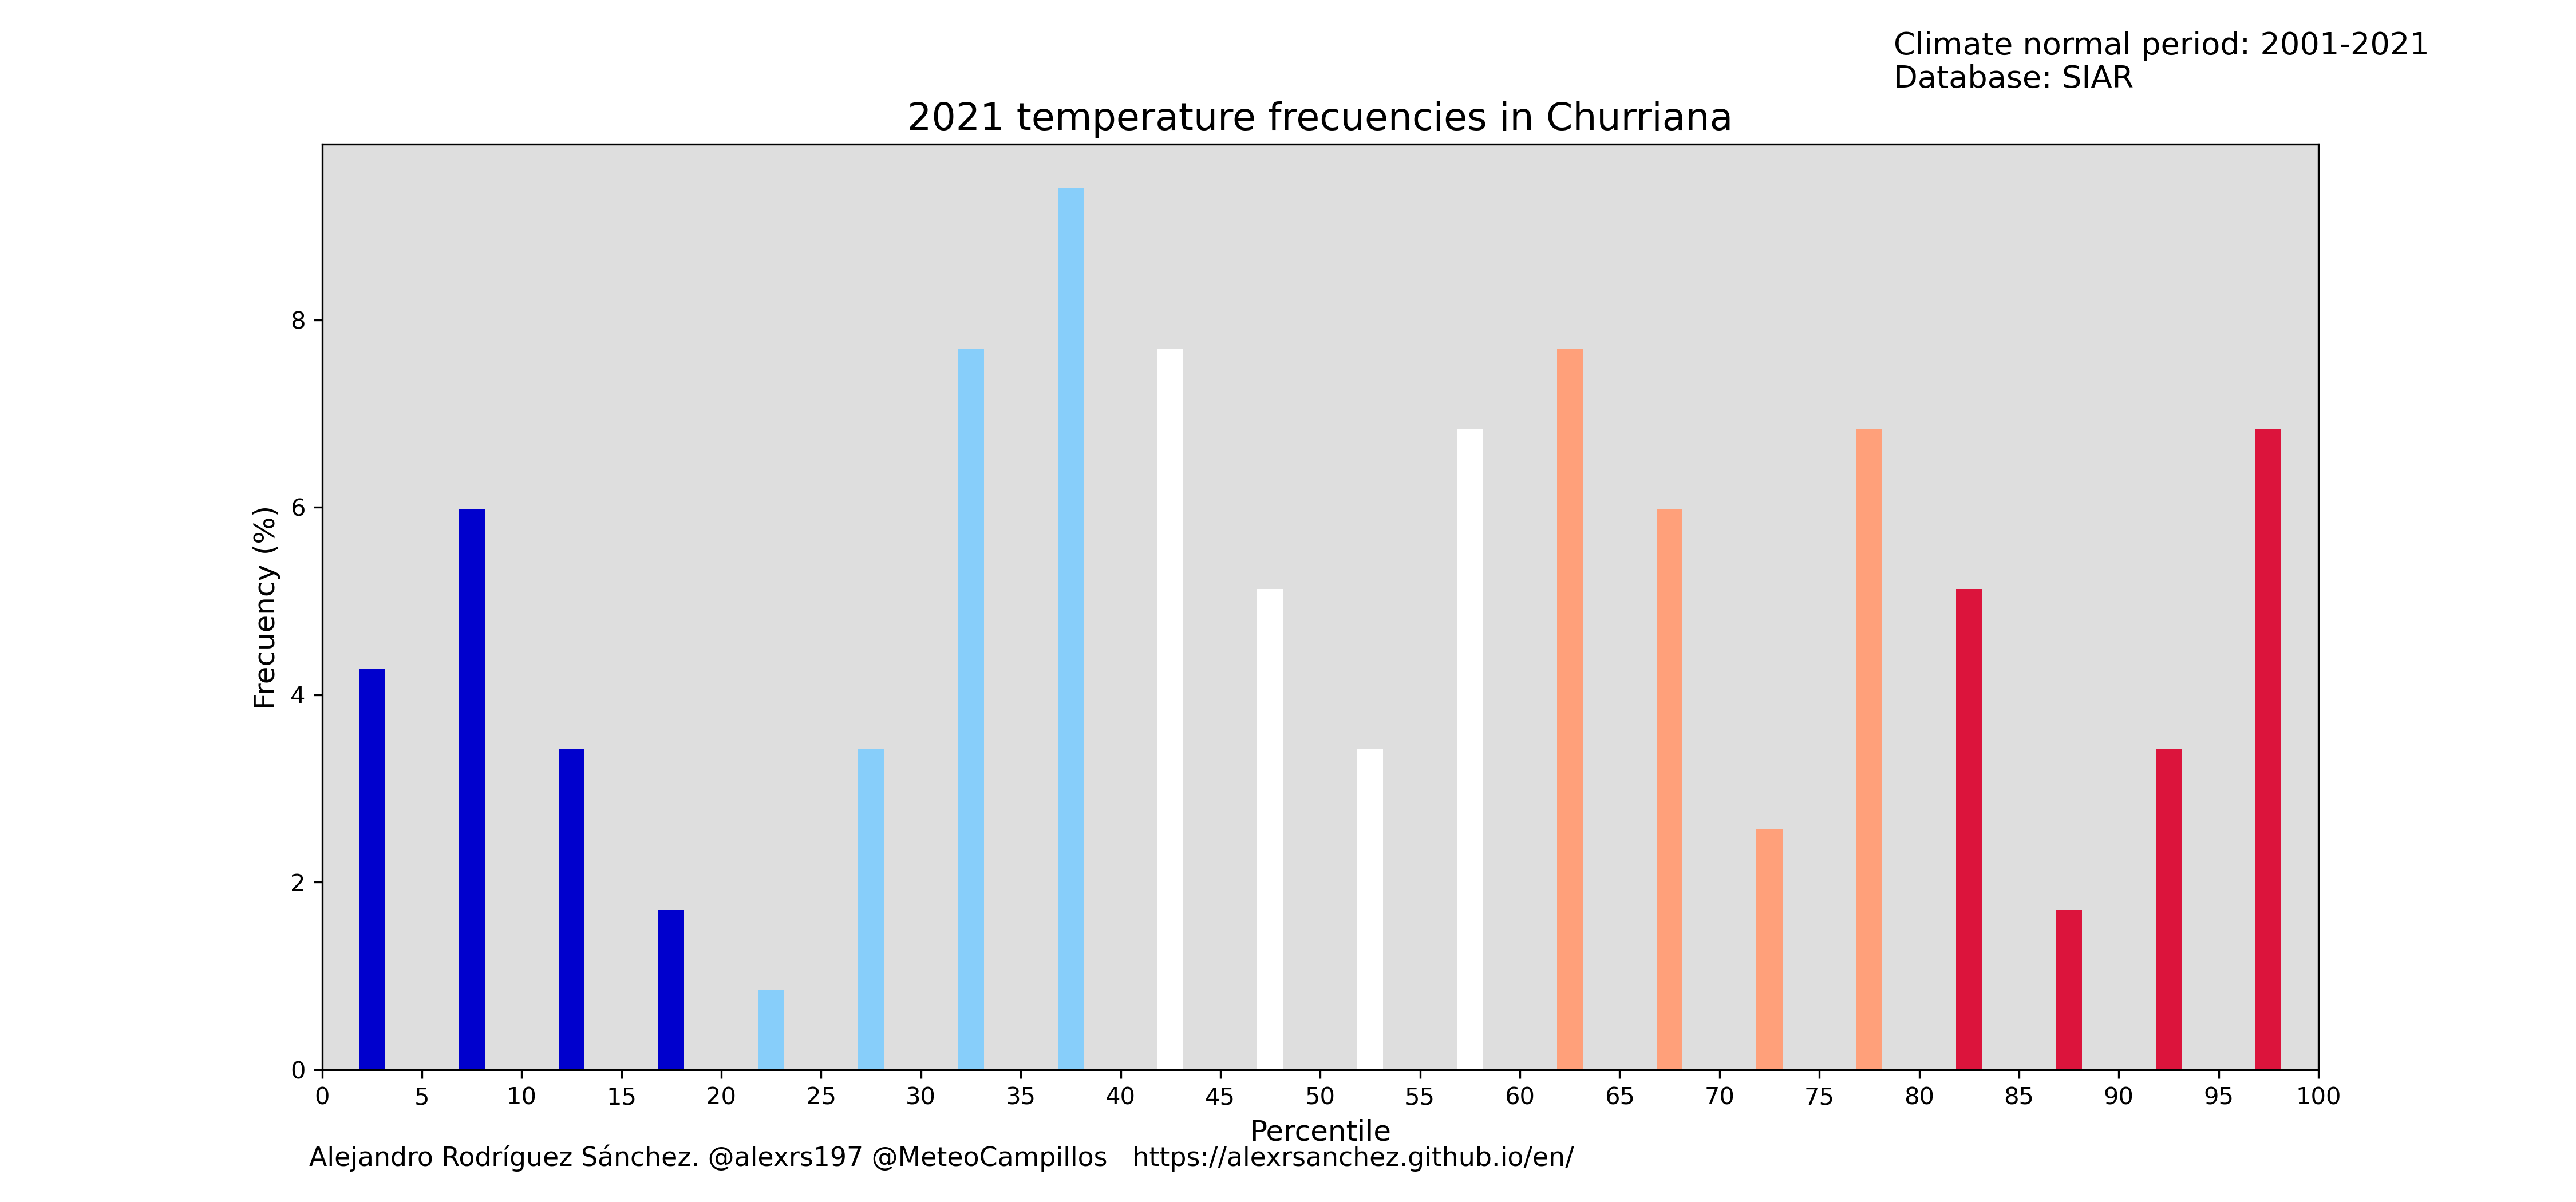 Climate normal period: 2001-2021
Database: SIAR
2021 temperature frecuencies in Churriana
Frecuency (%)
8
6
4
2
0
0 5 10 15 20 25 30 35 40 45 50 55 60 65 70 75 80 85 90 95 100
Percentile
Alejandro Rodríguez Sánchez. @alexrs197 @MeteoCampillos https://alexrsanchez.github.io/en/